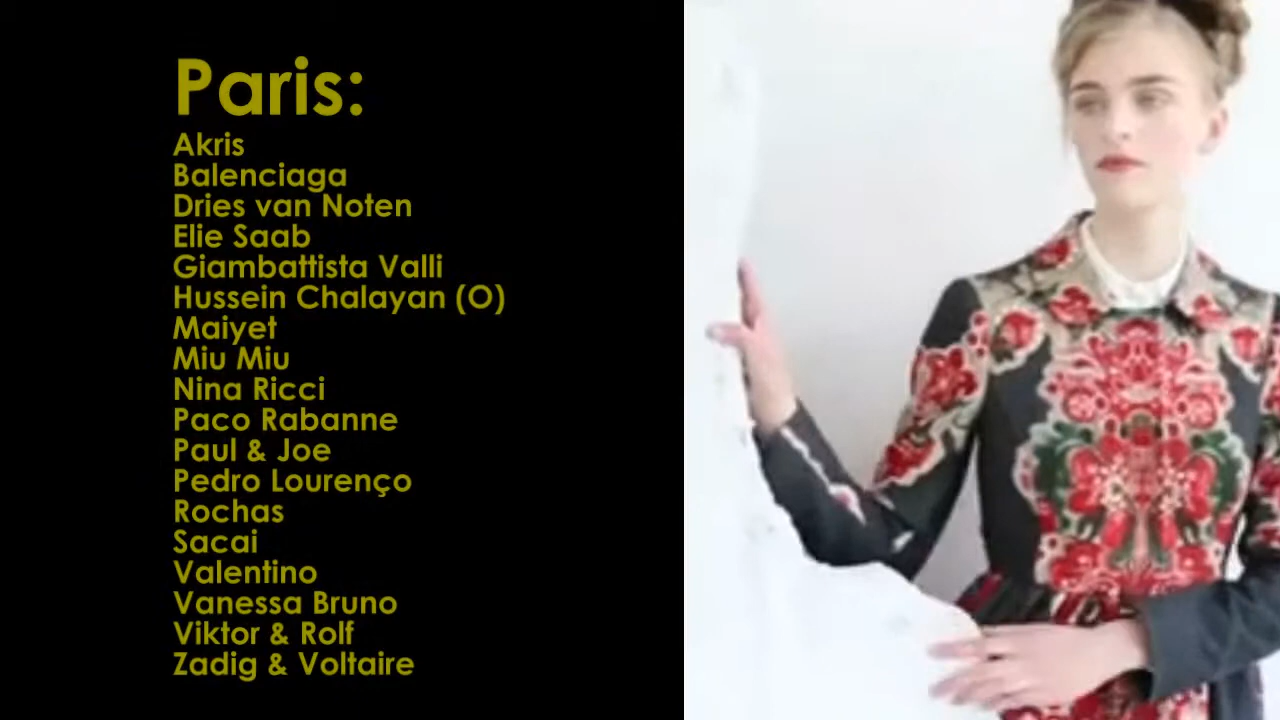 Paris:
Akris
Balenciaga
Dries van Noten
Elie Saab
Giambattista Valli
Hussein Chalayan (O)
Maiyet
Miu Miu
Nina Ricci
Paco Rabanne
Paul & Joe
Pedro Lourenço
Rochas
Sacai
Valentino
Vanessa Bruno
Viktor & Rolf
Zadig & Voltaire